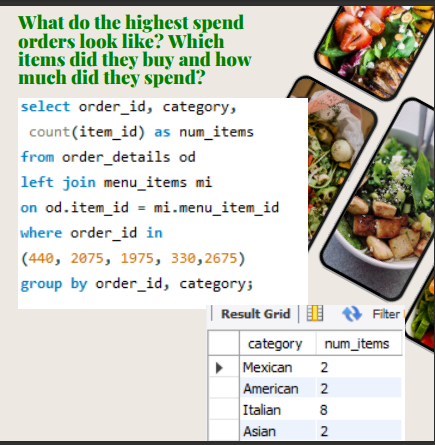 What do the highest spend
orders look like? Which
items did they buy and how
much did they spend?
select order_id, category,
count(item_id) as num_items
from order_details od
left join menu_items mi
on od.item_id = mi.menu_item_id
where order_id in
(440, 2075, 1975, 330,2675)
group by order_id, category;
Result Grid Filter
category num_items
Mexican 2
American 2
Italian 8
Asian 2